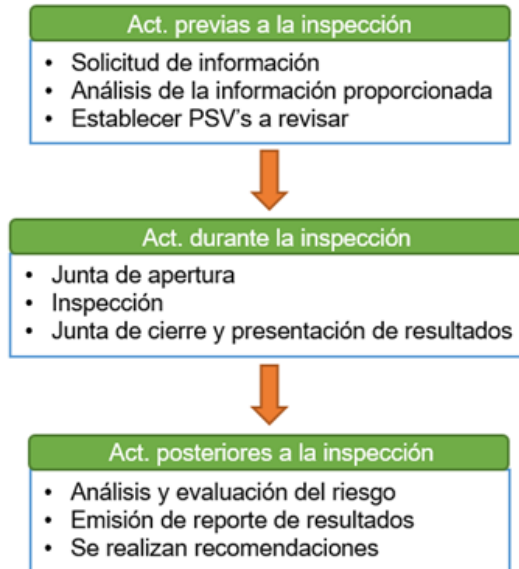 Act. previas a la inspección
• Solicitud de información
• Análisis de la información proporcionada
• Establecer PSV's a revisar
Act. durante la inspección
• Junta de apertura
• Inspección
• Junta de cierre y presentación de resultados
Act. posteriores a la inspección
• Análisis y evaluación del riesgo
• Emisión de reporte de resultados
• Se realizan recomendaciones